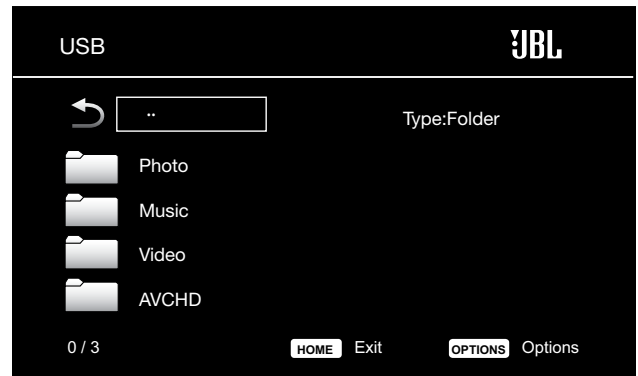 USB
JBL
..
Type:Folder
Photo
Music
Video
AVCHD
0 / 3 HOME Exit OPTIONS Options